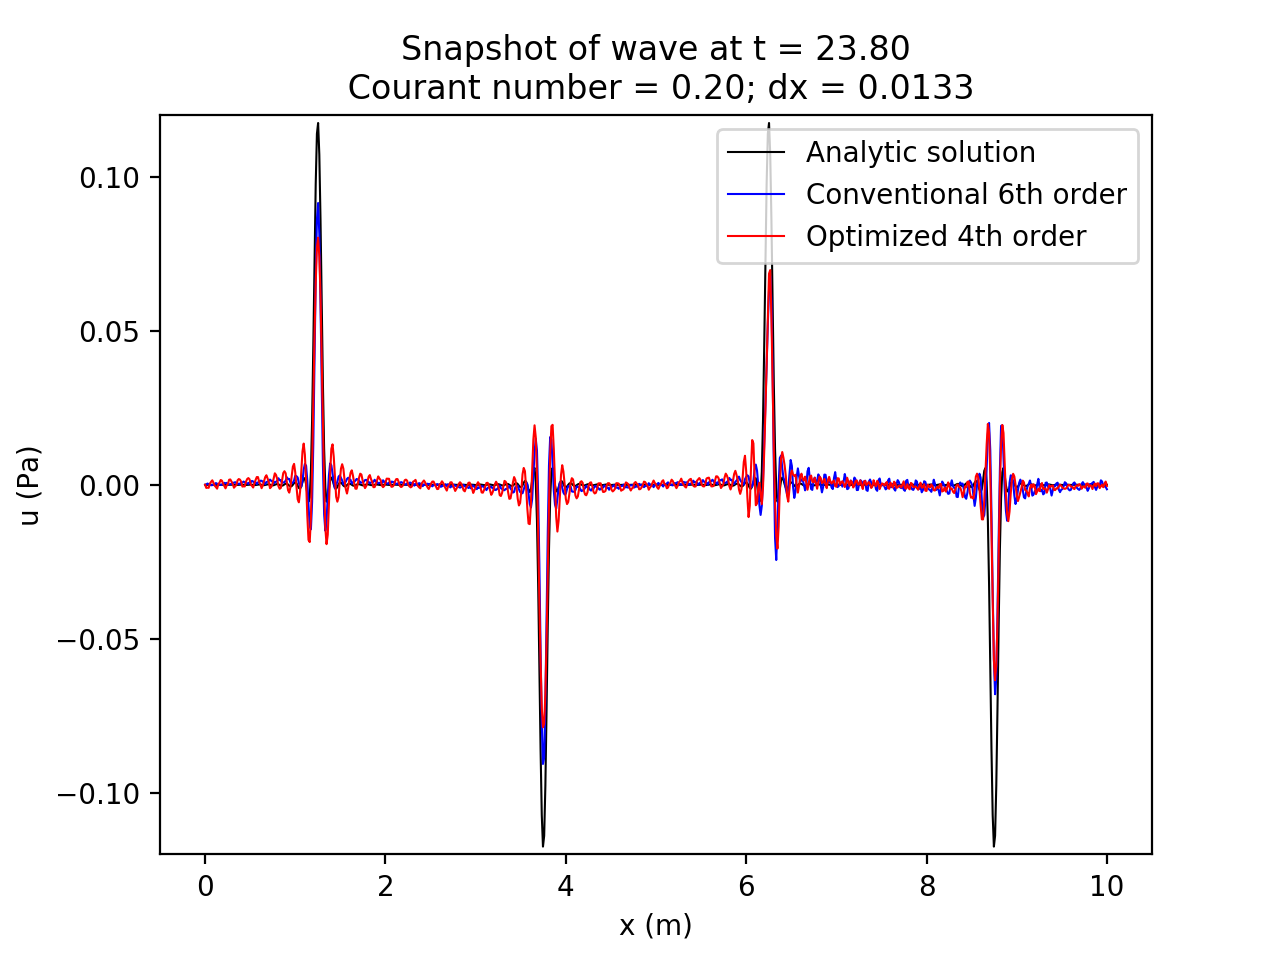 Snapshot of wave at t = 23.80
Courant number = 0.20; dx = 0.0133
Analytic solution
Conventional 6th order
Optimized 4th order
0.10
0.05
0.00
−0.05
−0.10
u (Pa)
0 2 4 6 8 10
x (m)